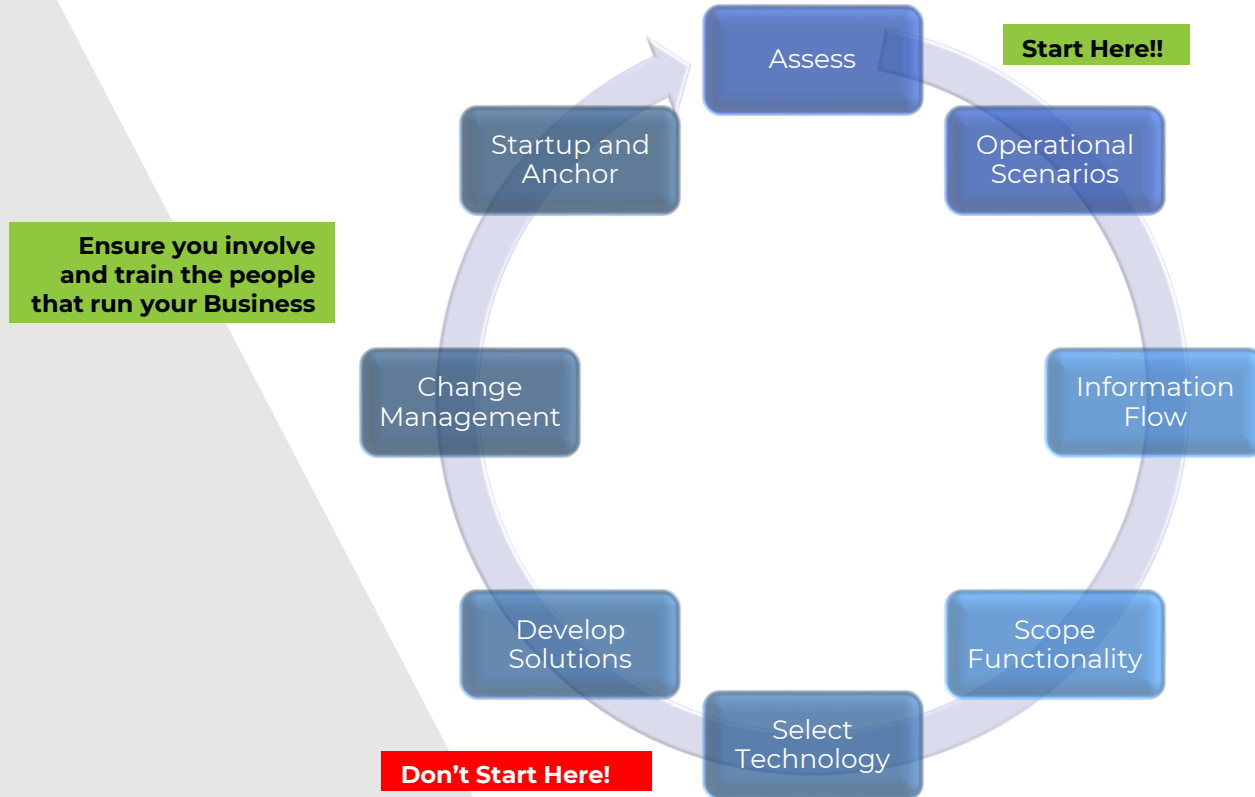 Assess
Start Here!!
Operational
Scenarios
Information
Flow
Scope
Functionality
Select
Technology
Don’t Start Here!
Develop
Solutions
Change
Management
Ensure you involve
and train the people
that run your Business
Startup and
Anchor